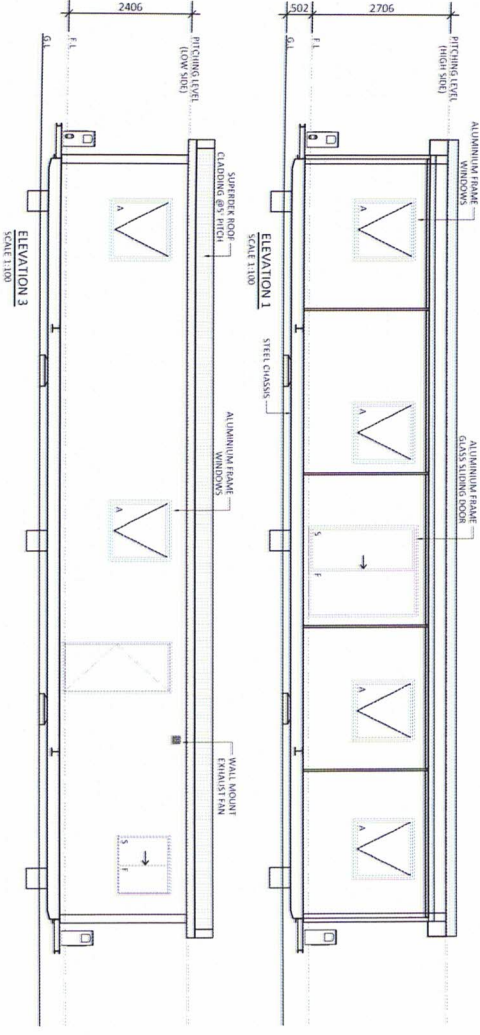 ALUMINIUM FRAME
WINDOWS
ALUMINIUM FRAME
GLASS SLIDING DOOR
PITCHING LEVEL
(HIGH SIDE)
2706
502
F.L
G.L
A
A
S
F
A
A
STEEL CHASSIS
ELEVATION 1
SCALE 1:100
SUPERDEK ROOF
CLADDING @5° PITCH
ALUMINIUM FRAME
WINDOWS
WALL MOUNT
EXHAUST FAN
PITCHING LEVEL
(LOW SIDE)
2406
F.L
G.L
A
A
S
F
ELEVATION 3
SCALE 1:100